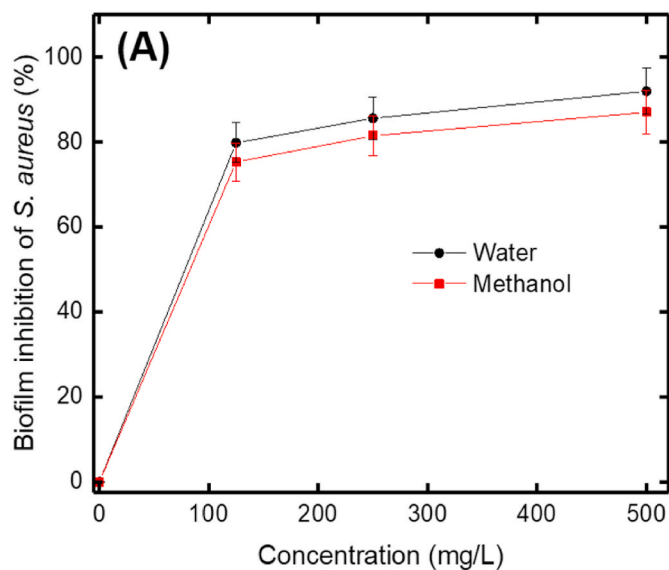 (A)
Biofilm inhibition of S. aureus (%)
100
80
60
40
20
0
Water
Methanol
0 100 200 300 400 500
Concentration (mg/L)